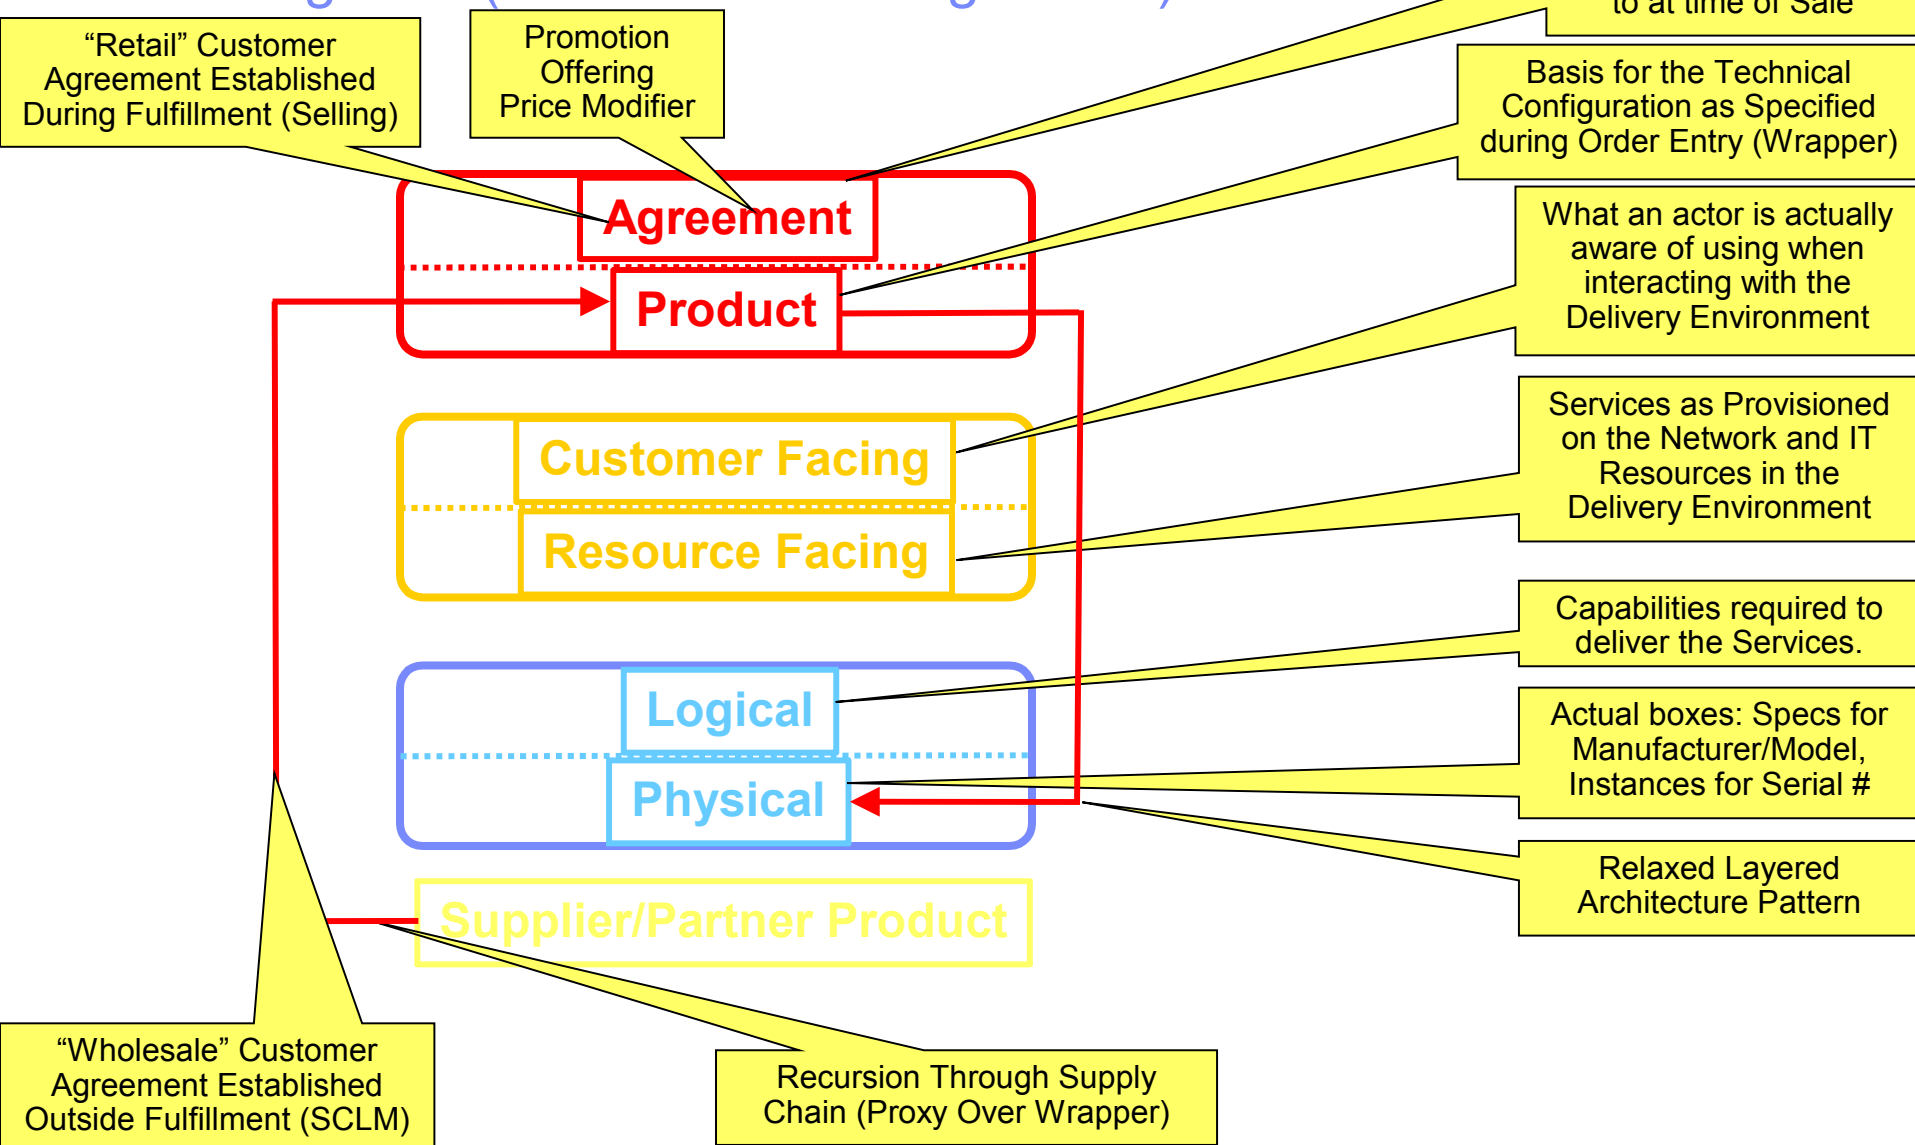 to at time of Sale
“Retail” Customer
Agreement Established
During Fulfillment (Selling)
Promotion
Offering
Price Modifier
Basis for the Technical
Configuration as Specified
during Order Entry (Wrapper)
Agreement
Product
What an actor is actually
aware of using when
interacting with the
Delivery Environment
Customer Facing
Resource Facing
Services as Provisioned
on the Network and IT
Resources in the
Delivery Environment
Capabilities required to
deliver the Services.
Logical
Physical
Actual boxes: Specs for
Manufacturer/Model,
Instances for Serial #
Relaxed Layered
Architecture Pattern
Supplier/Partner Product
“Wholesale” Customer
Agreement Established
Outside Fulfillment (SCLM)
Recursion Through Supply
Chain (Proxy Over Wrapper)